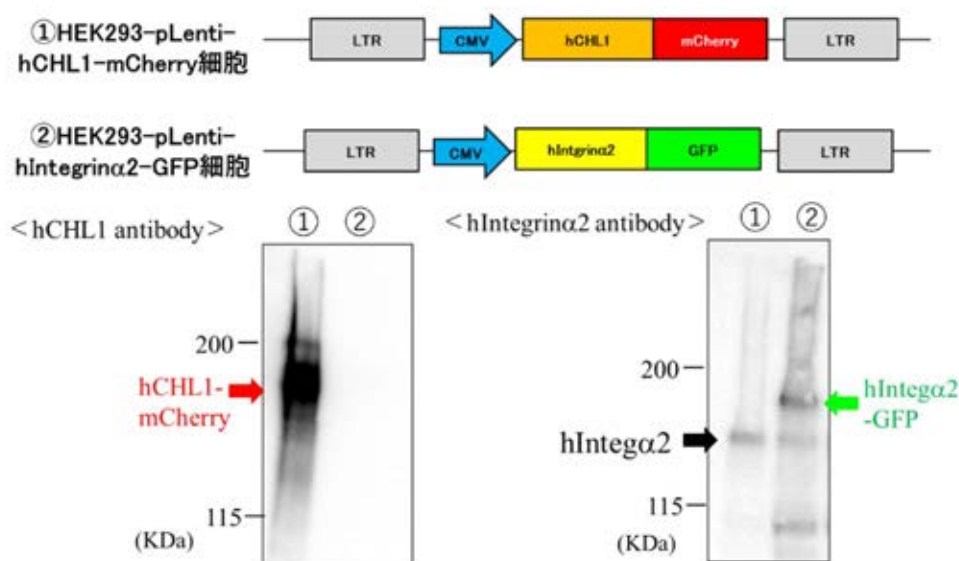 ①HEK293-pLenti-
hCHL1-mCherry細胞
LTR
CMV
hCHL1
mCherry
LTR
②HEK293-pLenti-
hIntegrinα2-GFP細胞
LTR
CMV
hIntgrinα2
GFP
LTR
<hCHL1 antibody>
① ②
200
hCHL1-
mCherry
115
(KDa)
<hIntegrinα2 antibody>
① ②
200
hIntegα2
-GFP
hIntegα2
115
(KDa)